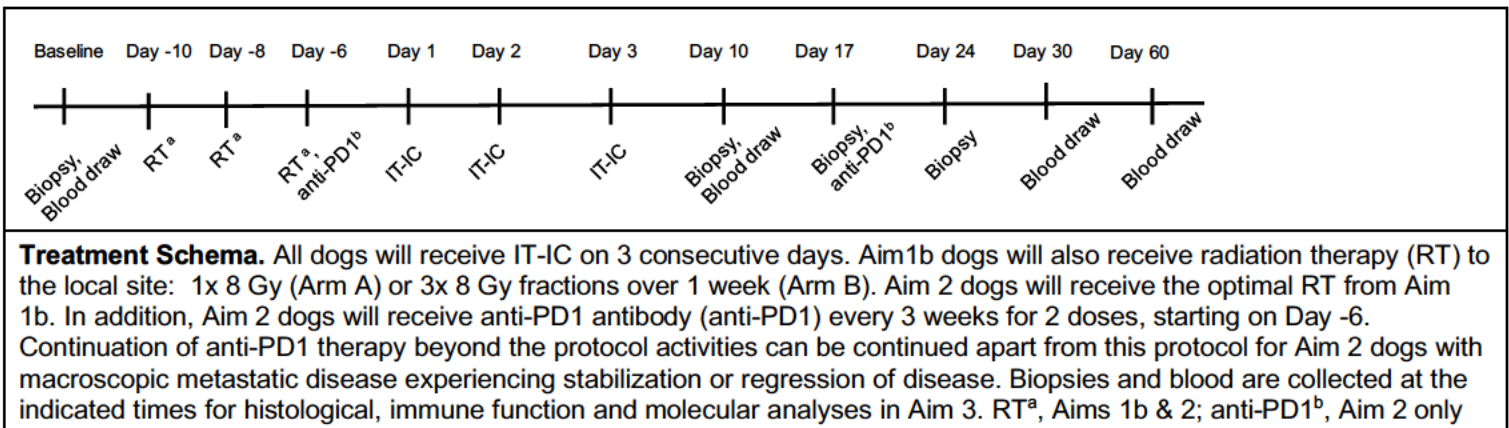 Baseline Day -10 Day -8 Day -6 Day 1 Day 2 Day 3 Day 10 Day 17 Day 24 Day 30 Day 60
Biopsy,
Blood draw
RTᵃ
RTᵃ
RTᵃ,
anti-PD1ᵇ
IT-IC
IT-IC
IT-IC
Biopsy,
Blood draw
Biopsy,
anti-PD1ᵇ
Biopsy
Blood draw
Blood draw
Treatment Schema. All dogs will receive IT-IC on 3 consecutive days. Aim1b dogs will also receive radiation therapy (RT) to
the local site: 1x 8 Gy (Arm A) or 3x 8 Gy fractions over 1 week (Arm B). Aim 2 dogs will receive the optimal RT from Aim
1b. In addition, Aim 2 dogs will receive anti-PD1 antibody (anti-PD1) every 3 weeks for 2 doses, starting on Day -6.
Continuation of anti-PD1 therapy beyond the protocol activities can be continued apart from this protocol for Aim 2 dogs with
macroscopic metastatic disease experiencing stabilization or regression of disease. Biopsies and blood are collected at the
indicated times for histological, immune function and molecular analyses in Aim 3. RTᵃ, Aims 1b & 2; anti-PD1ᵇ, Aim 2 only